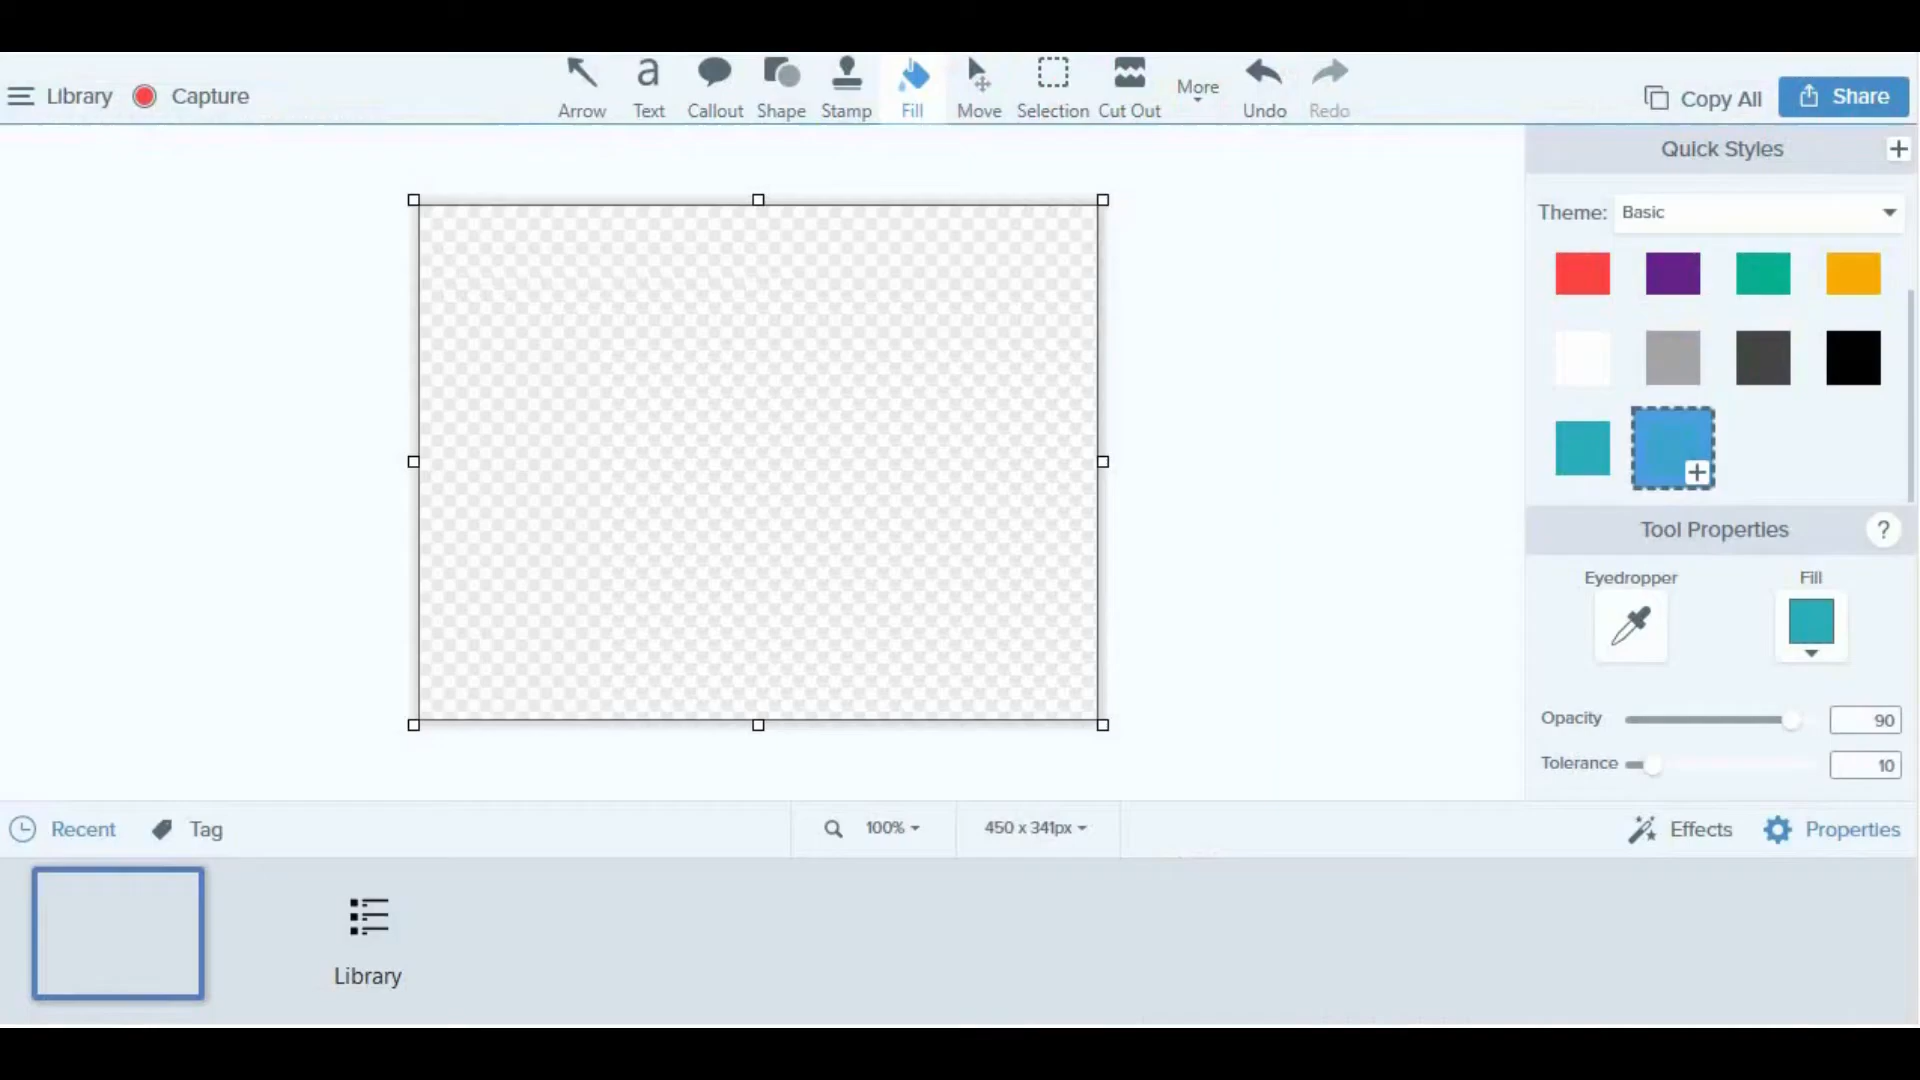 Library
Capture
Arrow
Text
Callout
Shape
Stamp
Fill
Move
Selection
Cut Out
More
Undo
Redo
Copy All
Share
Quick Styles
Theme: Basic
Tool Properties
?
Eyedropper
Fill
Opacity 90
Tolerance 10
Recent
Tag
100%
450 x 341px
Effects
Properties
Library